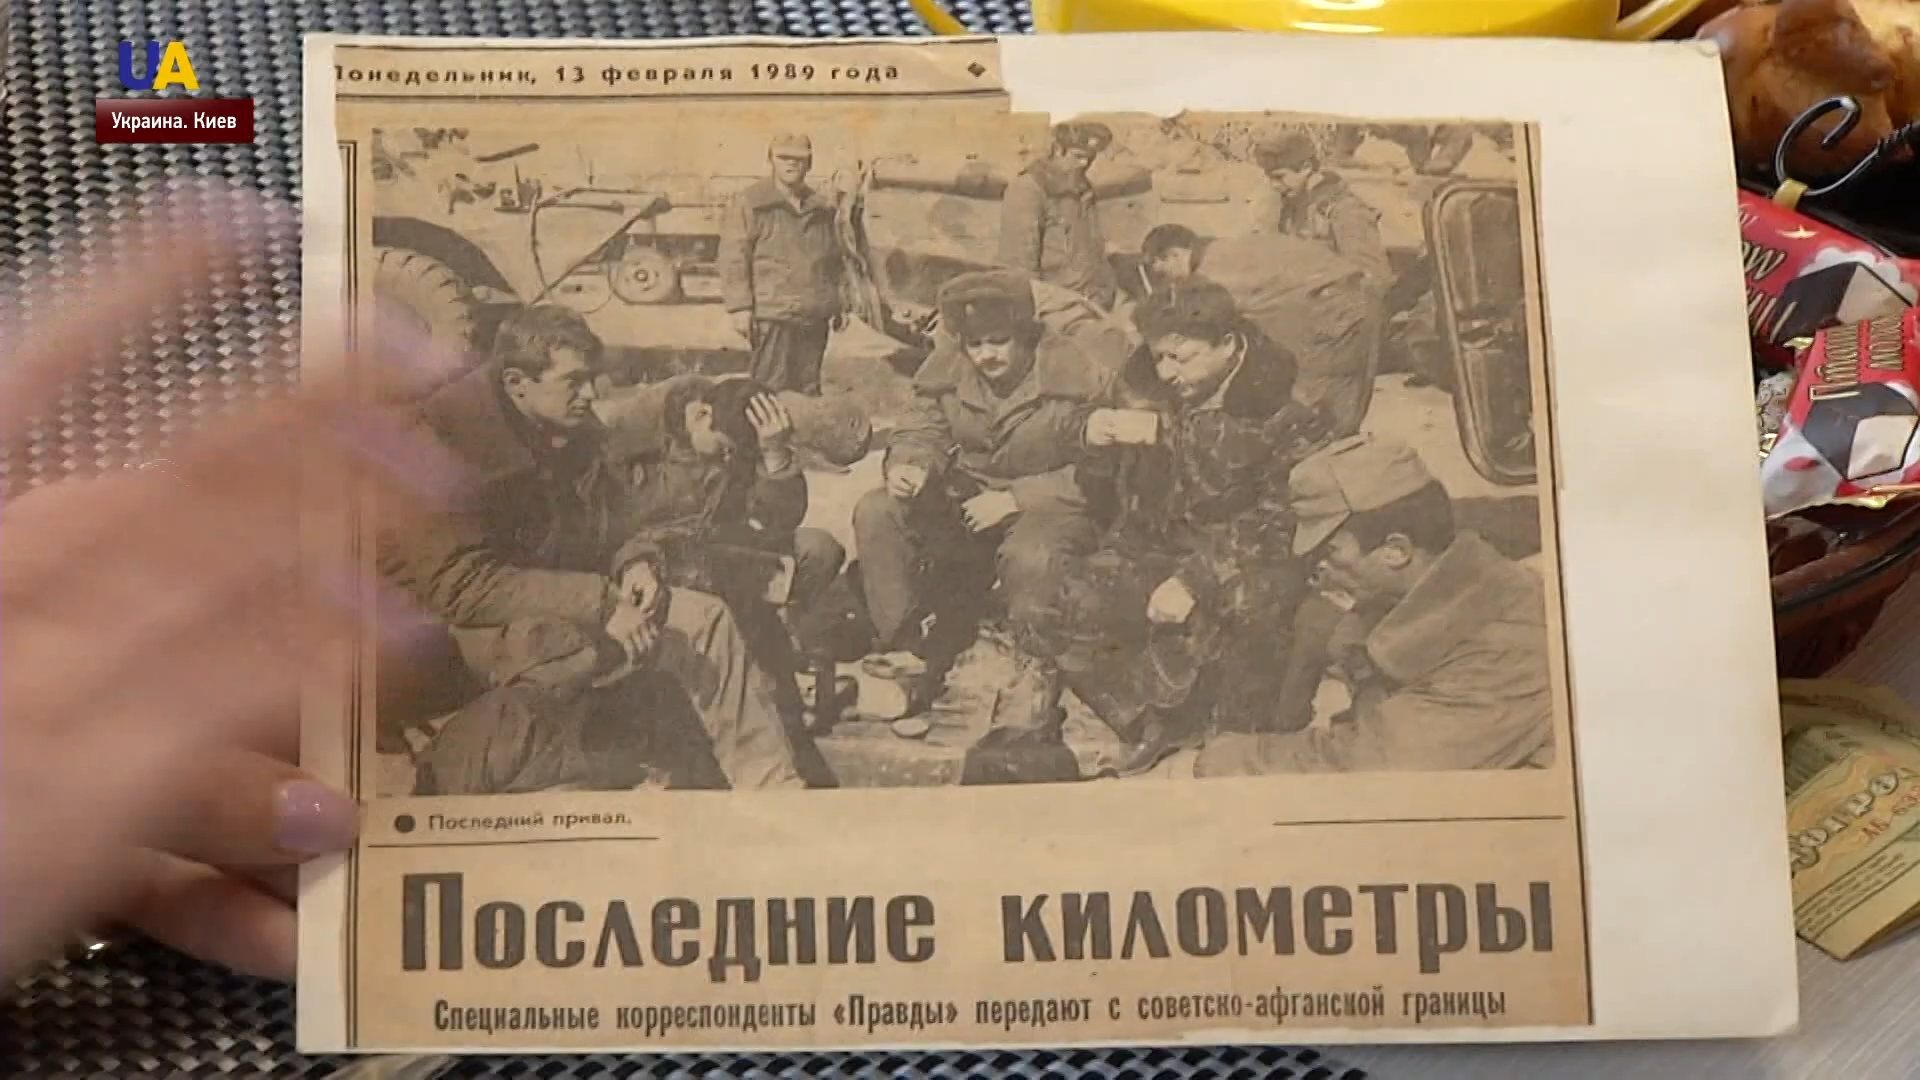 UA
Украина. Киев
Понедельник, 13 февраля 1989 года
Последний привал.
Последние километры
Специальные корреспонденты «Правды» передают с советско-афганской границы